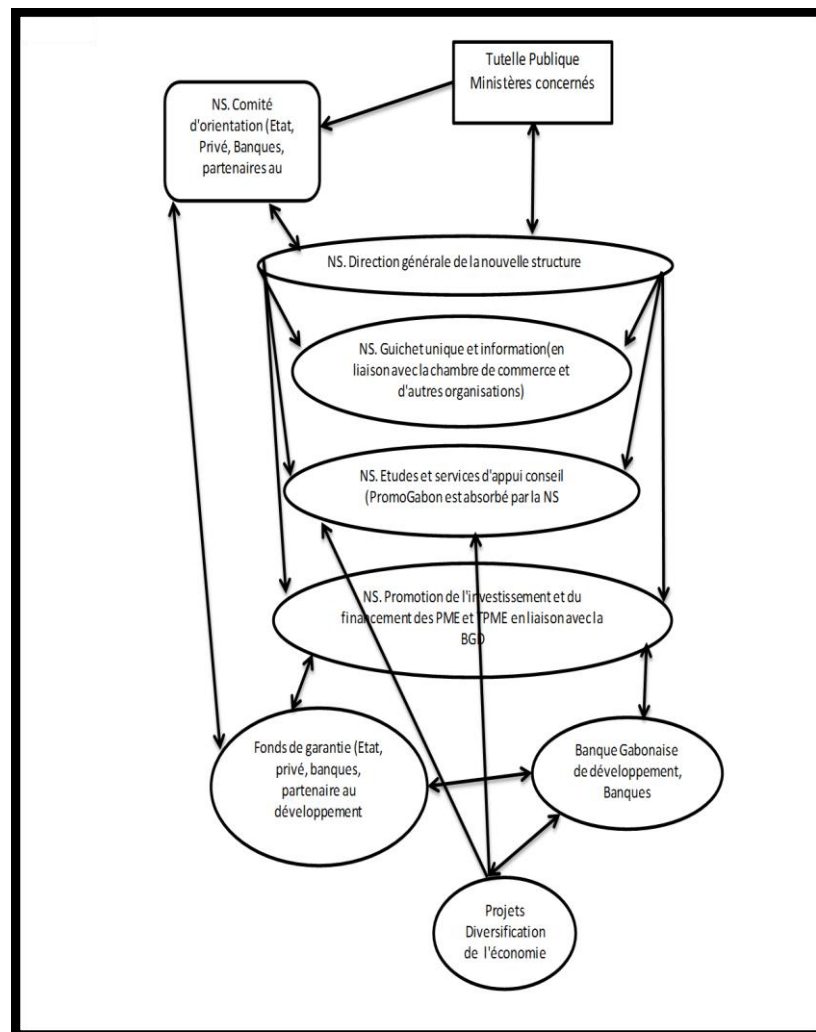 Tutelle Publique
Ministères concernés
NS. Comité
d'orientation (Etat,
Privé, Banques,
partenaires au
NS. Direction générale de la nouvelle structure
NS. Guichet unique et information(en
liaison avec la chambre de commerce et
d'autres organisations)
NS. Etudes et services d'appui conseil
(PromoGabon est absorbé par la NS
NS. Promotion de l'investissement et du
financement des PME et TPME en liaison avec la
BGD
Fonds de garantie (Etat,
privé, banques,
partenaire au
développement
Banque Gabonaise
de développement,
Banques
Projets
Diversification
de l'économie